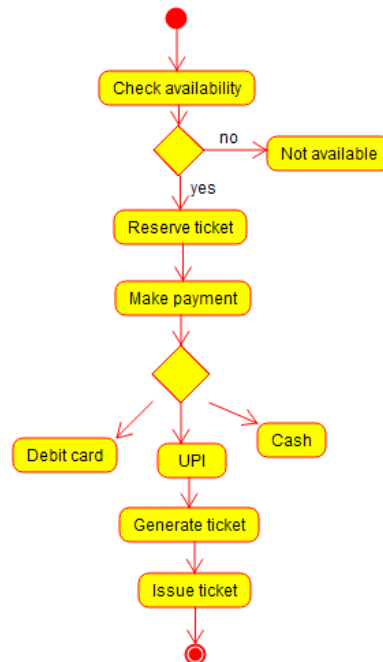 Check availability
no
Not available
yes
Reserve ticket
Make payment
Debit card
UPI
Cash
Generate ticket
Issue ticket